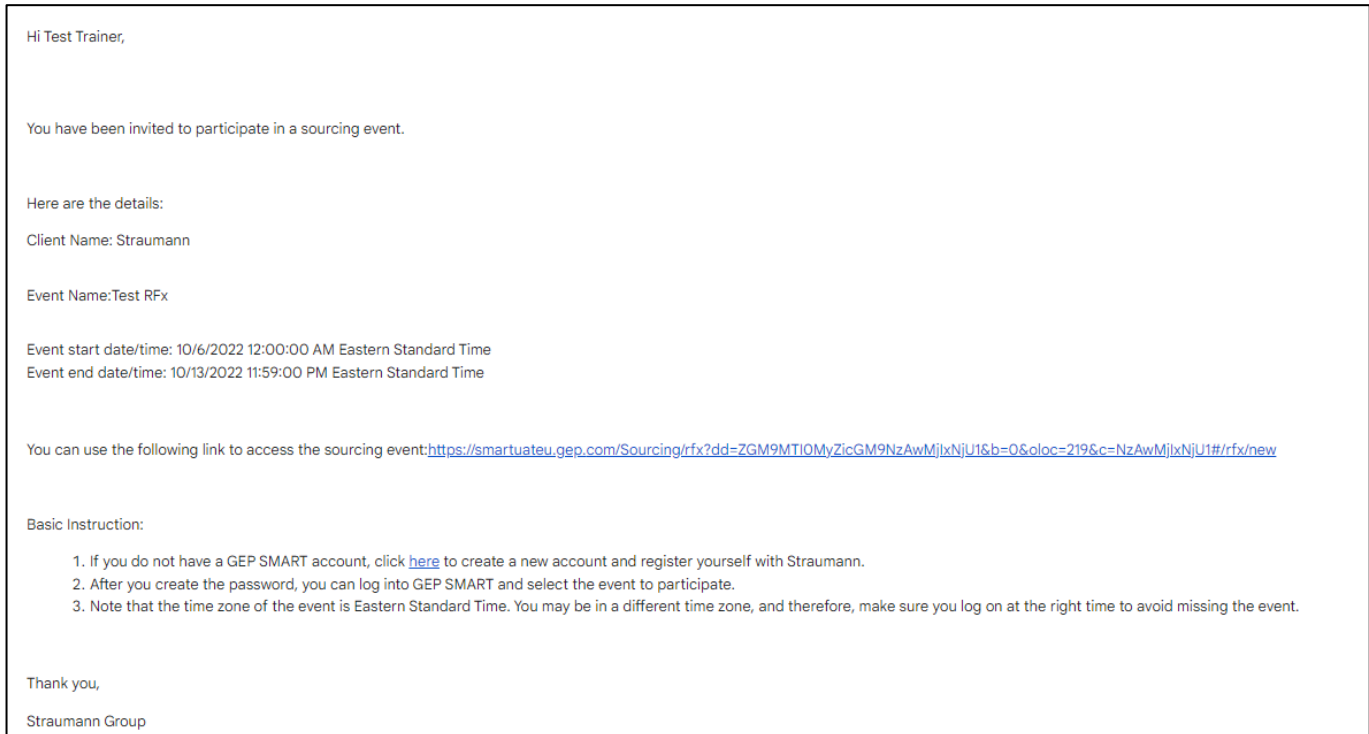 Hi Test Trainer,
You have been invited to participate in a sourcing event.
Here are the details:
Client Name: Straumann
Event Name:Test RFx
Event start date/time: 10/6/2022 12:00:00 AM Eastern Standard Time
Event end date/time: 10/13/2022 11:59:00 PM Eastern Standard Time
You can use the following link to access the sourcing event:https://smartuateu.gep.com/Sourcing/rfx?dd=ZGM9MTI0MyZicGM9NzAwMjIxNjU1&b=0&oloc=219&c=NzAwMjIxNjU1#/rfx/new
Basic Instruction:
1. If you do not have a GEP SMART account, click here to create a new account and register yourself with Straumann.
2. After you create the password, you can log into GEP SMART and select the event to participate.
3. Note that the time zone of the event is Eastern Standard Time. You may be in a different time zone, and therefore, make sure you log on at the right time to avoid missing the event.
Thank you,
Straumann Group